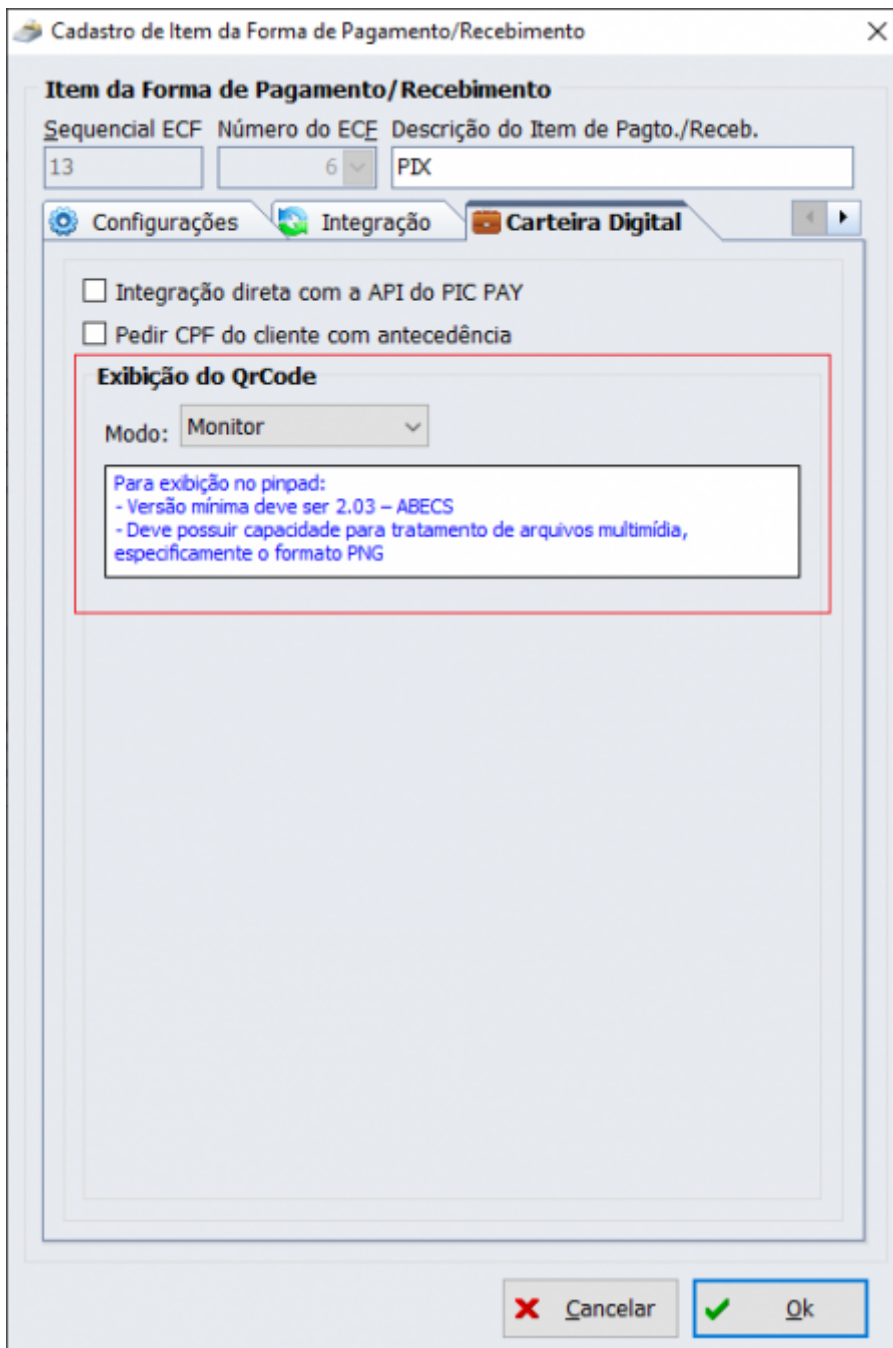 Cadastro de Item da Forma de Pagamento/Recebimento
Item da Forma de Pagamento/Recebimento
Sequencial ECF Número do ECF Descrição do Item de Pagto./Receb.
13 6 PIX
Configurações Integração Carteira Digital
Integração direta com a API do PIC PAY
Pedir CPF do cliente com antecedência
Exibição do QrCode
Modo: Monitor
Para exibição no pinpad:
- Versão mínima deve ser 2.03 – ABECS
- Deve possuir capacidade para tratamento de arquivos multimídia,
especificamente o formato PNG
Cancelar Ok